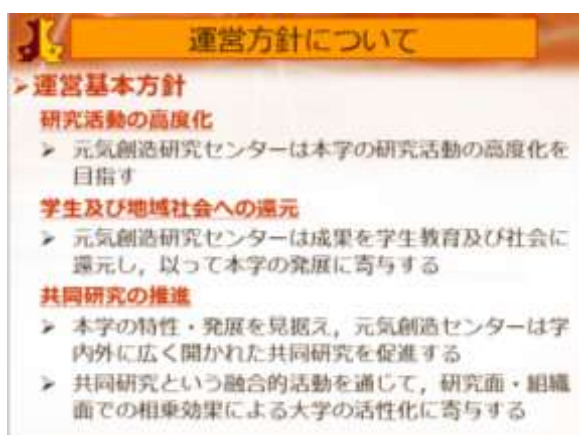 運営方針について
➢運営基本方針
研究活動の高度化
➢ 元気創造研究センターは本学の研究活動の高度化を
目指す
学生及び地域社会への還元
➢ 元気創造研究センターは成果を学生教育及び社会に
還元し，以って本学の発展に寄与する
共同研究の推進
➢ 本学の特性・発展を見据え，元気創造センターは学
内外に広く開かれた共同研究を促進する
➢ 共同研究という融合的活動を通じて，研究面・組織
面での相乗効果による大学の活性化に寄与する